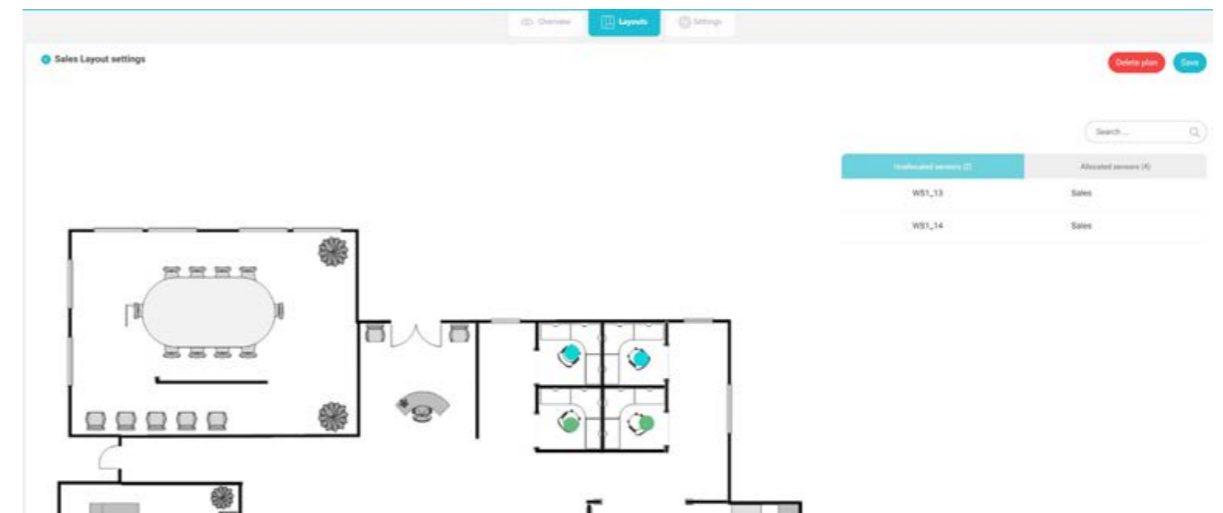 Overview Layouts Settings
Sales Layout settings
Delete plan Save
Search ...
Unallocated sensors (2) Allocated sensors (4)
WS1_13 Sales
WS1_14 Sales